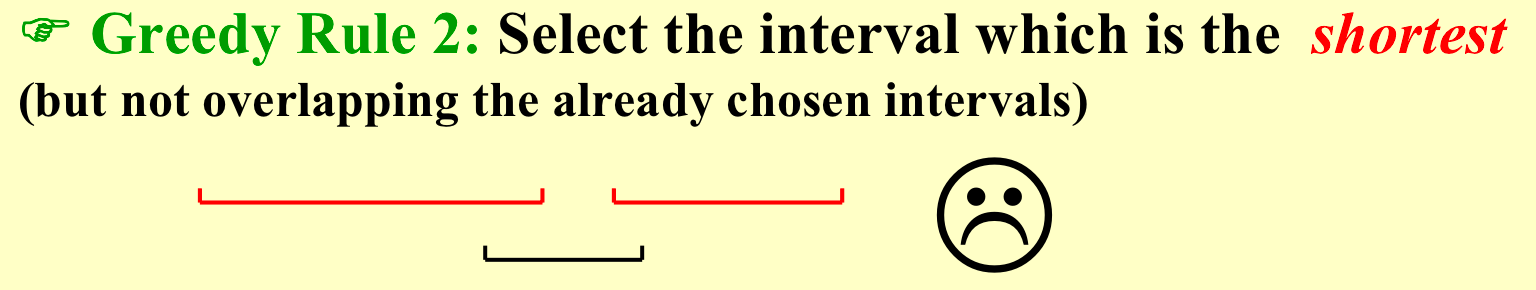 ☞ Greedy Rule 2: Select the interval which is the shortest
(but not overlapping the already chosen intervals)